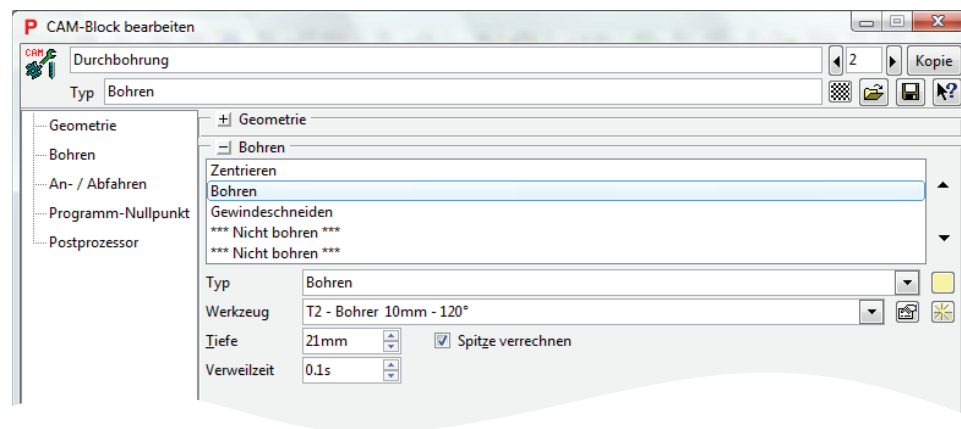 P CAM-Block bearbeiten
CAM Durchbohrung 2 Kopie
Typ Bohren
Geometrie
Bohren
An- / Abfahren
Programm-Nullpunkt
Postprozessor
Geometrie
Bohren
Zentrieren
Bohren
Gewindeschneiden
*** Nicht bohren ***
*** Nicht bohren ***
Typ Bohren
Werkzeug T2 - Bohrer 10mm - 120°
Tiefe 21mm Spitze verrechnen
Verweilzeit 0.1s